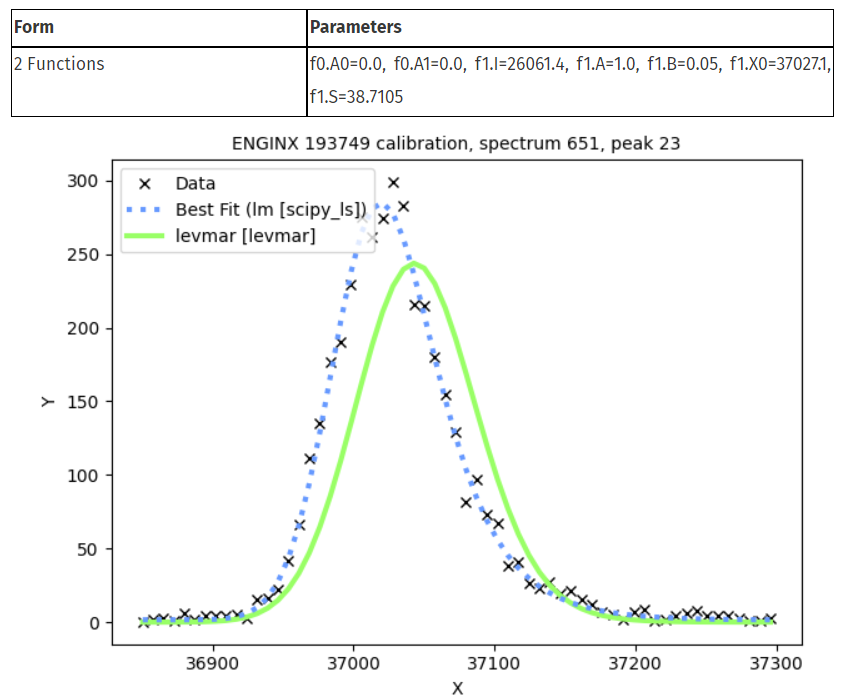 Form Parameters
2 Functions f0.A0=0.0, f0.A1=0.0, f1.I=26061.4, f1.A=1.0, f1.B=0.05, f1.X0=37027.1,
f1.S=38.7105
ENGINX 193749 calibration, spectrum 651, peak 23
Data
Best Fit (lm [scipy_ls])
levmar [levmar]
300
250
200
150
100
50
0
Y
36900 37000 37100 37200 37300
X